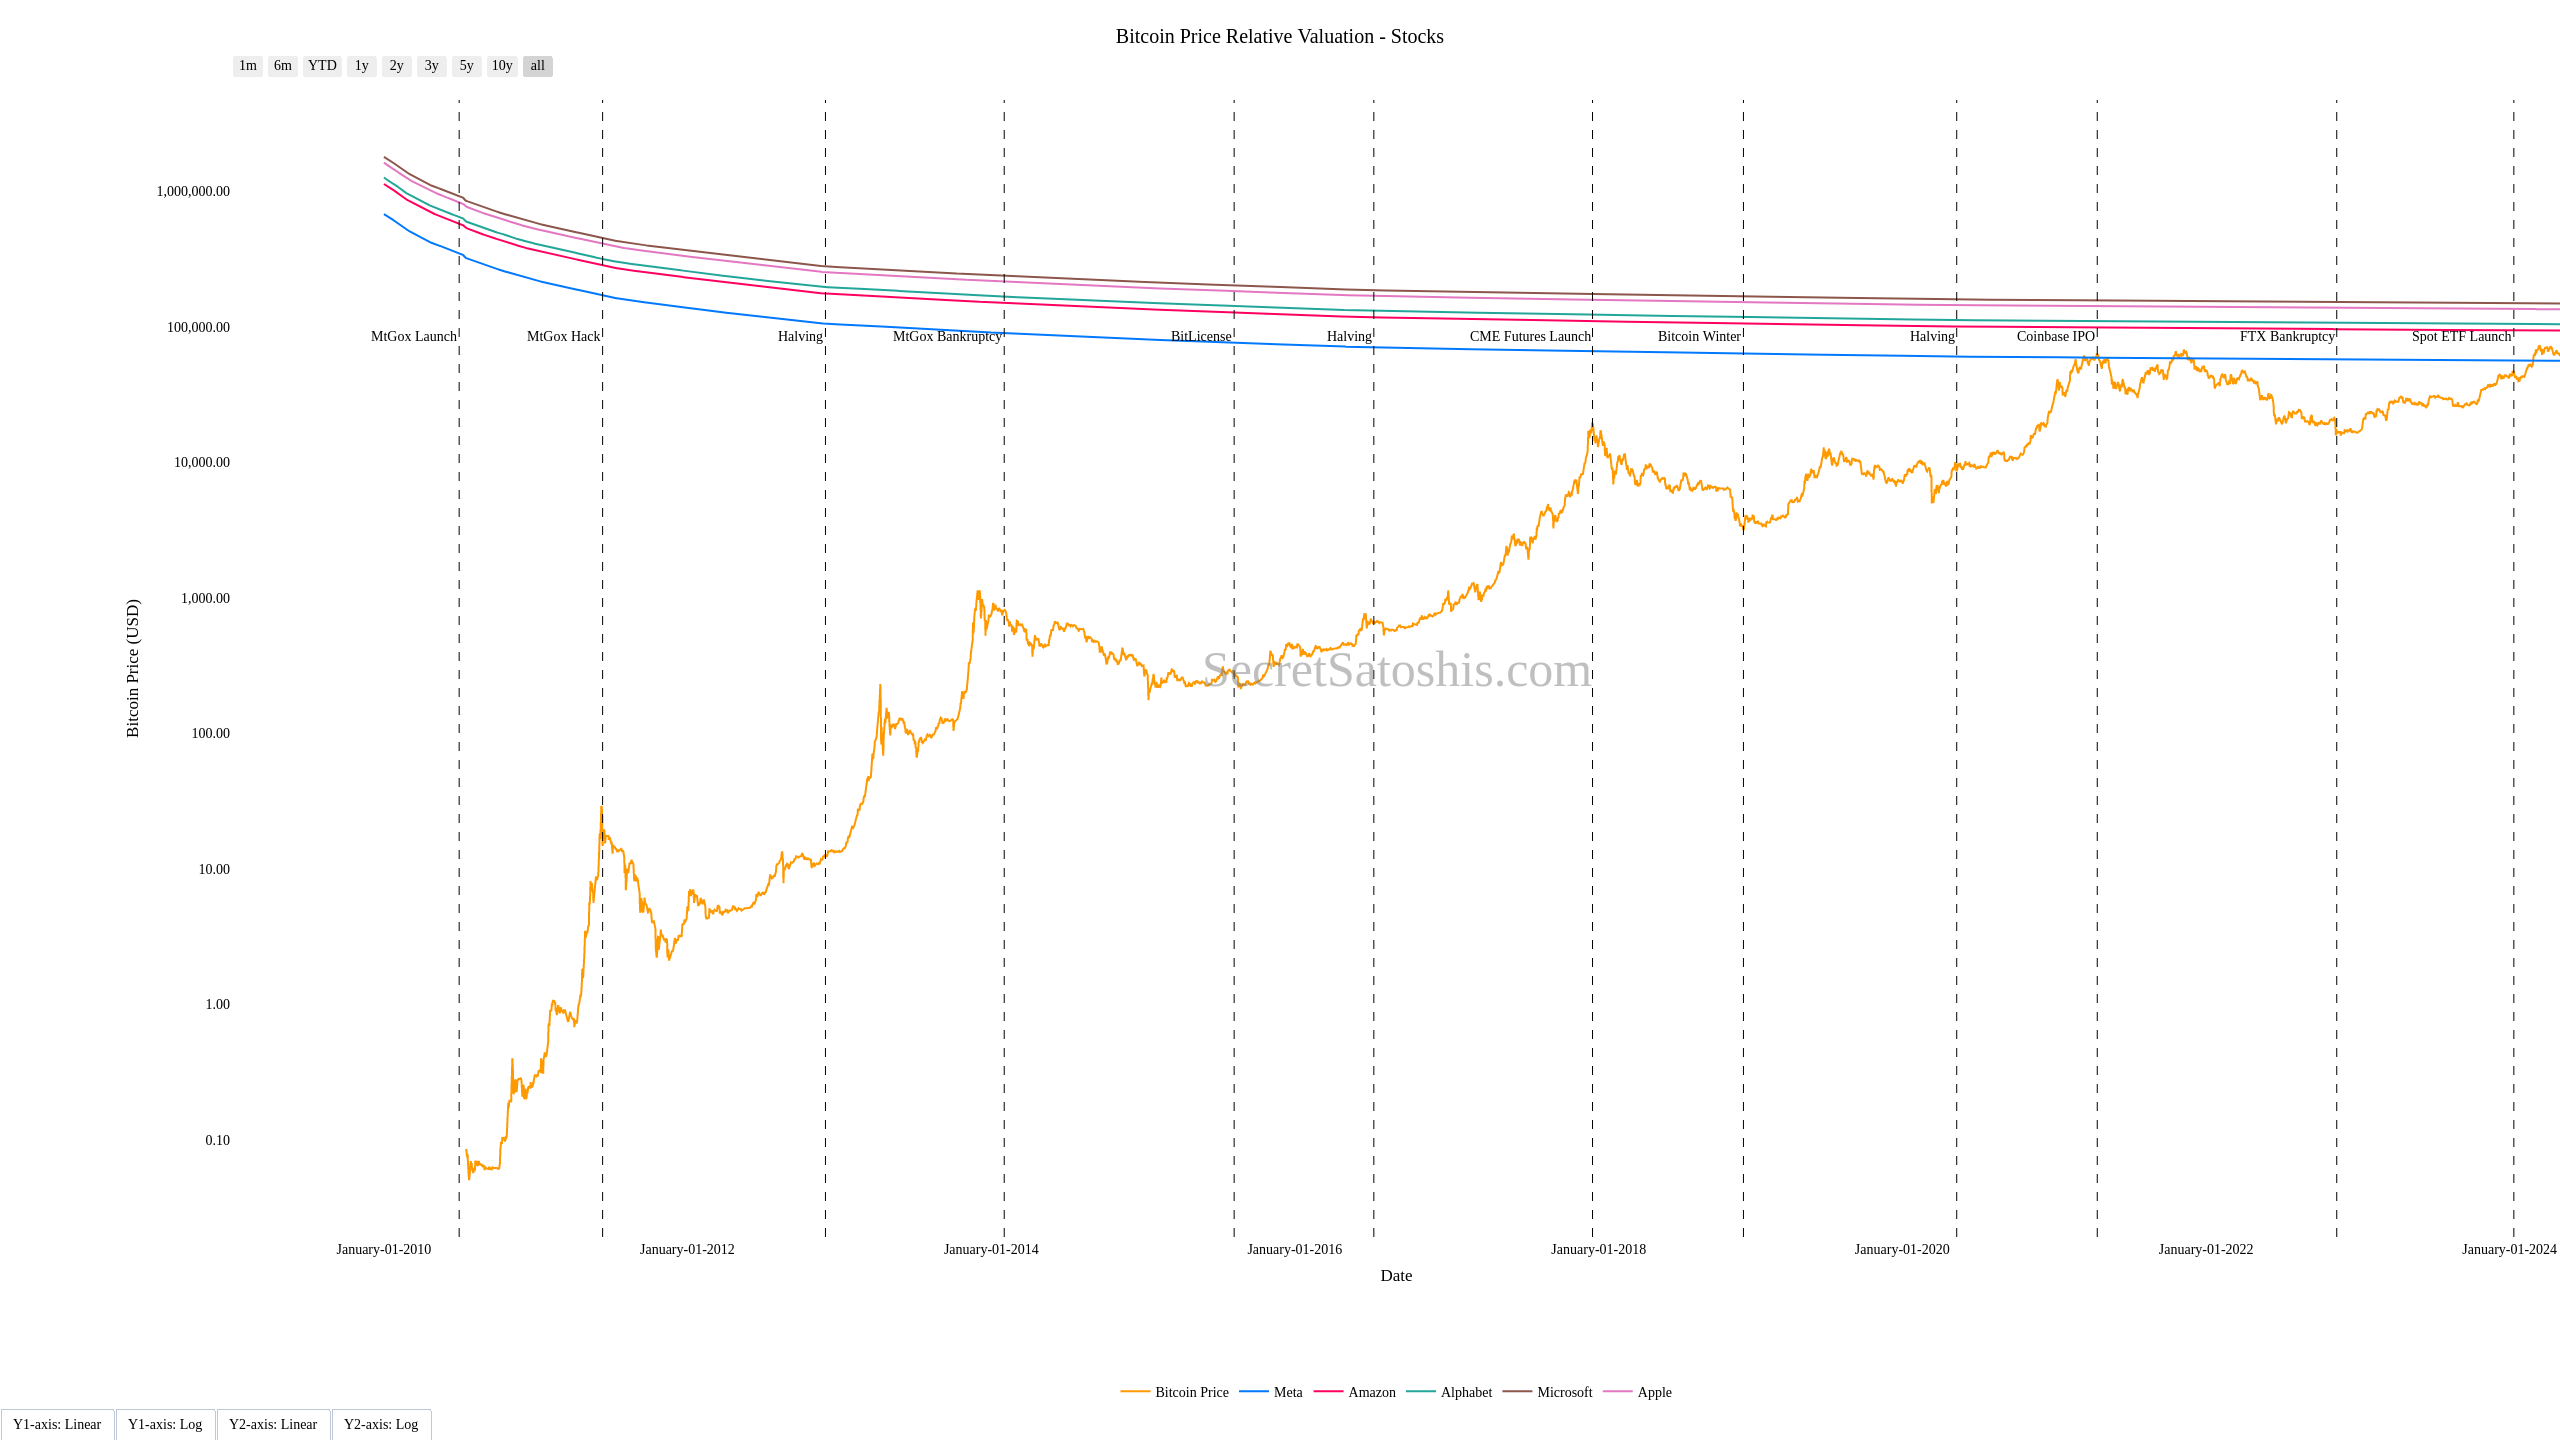 Bitcoin Price Relative Valuation - Stocks
1m 6m YTD 1y 2y 3y 5y 10y all
1,000,000.00
100,000.00
MtGox Launch MtGox Hack Halving MtGox Bankruptcy BitLicense Halving CME Futures Launch Bitcoin Winter Halving Coinbase IPO FTX Bankruptcy Spot ETF Launch
10,000.00
1,000.00
Bitcoin Price (USD)
SecretSatoshis.com
100.00
10.00
1.00
0.10
January-01-2010 January-01-2012 January-01-2014 January-01-2016 January-01-2018 January-01-2020 January-01-2022 January-01-2024
Date
Bitcoin Price Meta Amazon Alphabet Microsoft Apple
Y1-axis: Linear Y1-axis: Log Y2-axis: Linear Y2-axis: Log